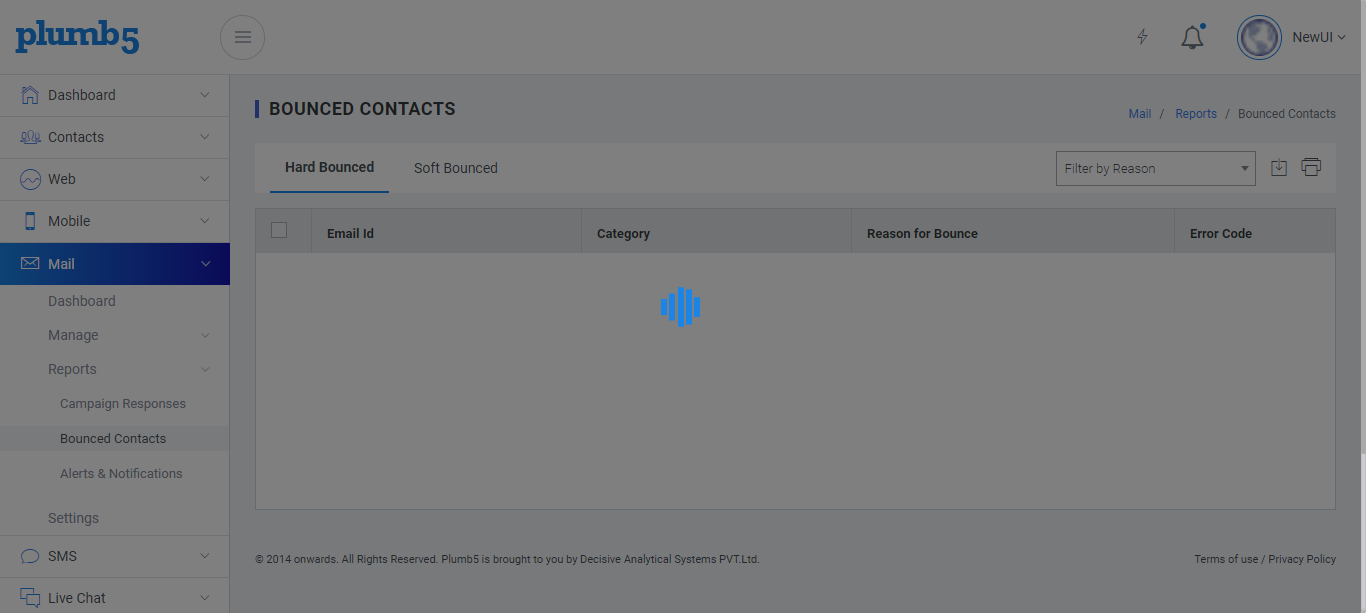 plumb5
NewUI
Dashboard
Contacts
Web
Mobile
Mail
Dashboard
Manage
Reports
Campaign Responses
Bounced Contacts
Alerts & Notifications
Settings
SMS
Live Chat
BOUNCED CONTACTS
Mail / Reports / Bounced Contacts
Hard Bounced Soft Bounced Filter by Reason
Email Id Category Reason for Bounce Error Code
© 2014 onwards. All Rights Reserved. Plumb5 is brought to you by Decisive Analytical Systems PVT.Ltd. Terms of use / Privacy Policy